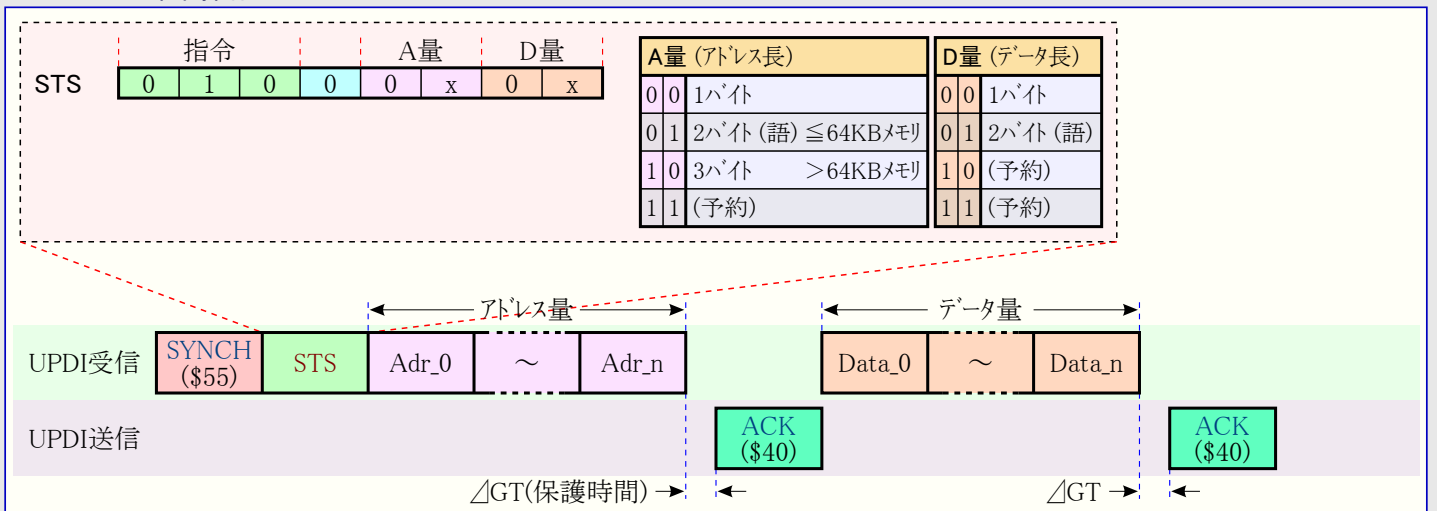 指令 A量 D量
STS 0 1 0 0 0 x 0 x
A量 (アドレス長)
0 0 1バイト
0 1 2バイト (語) ≦64KBメモリ
1 0 3バイト >64KBメモリ
1 1 (予約)
D量 (データ長)
0 0 1バイト
0 1 2バイト (語)
1 0 (予約)
1 1 (予約)
アドレス量 データ量
UPDI受信 SYNCH ($55) STS Adr_0 ～ Adr_n Data_0 ～ Data_n
UPDI送信 ACK ($40) ACK ($40)
⊿GT(保護時間) ⊿GT